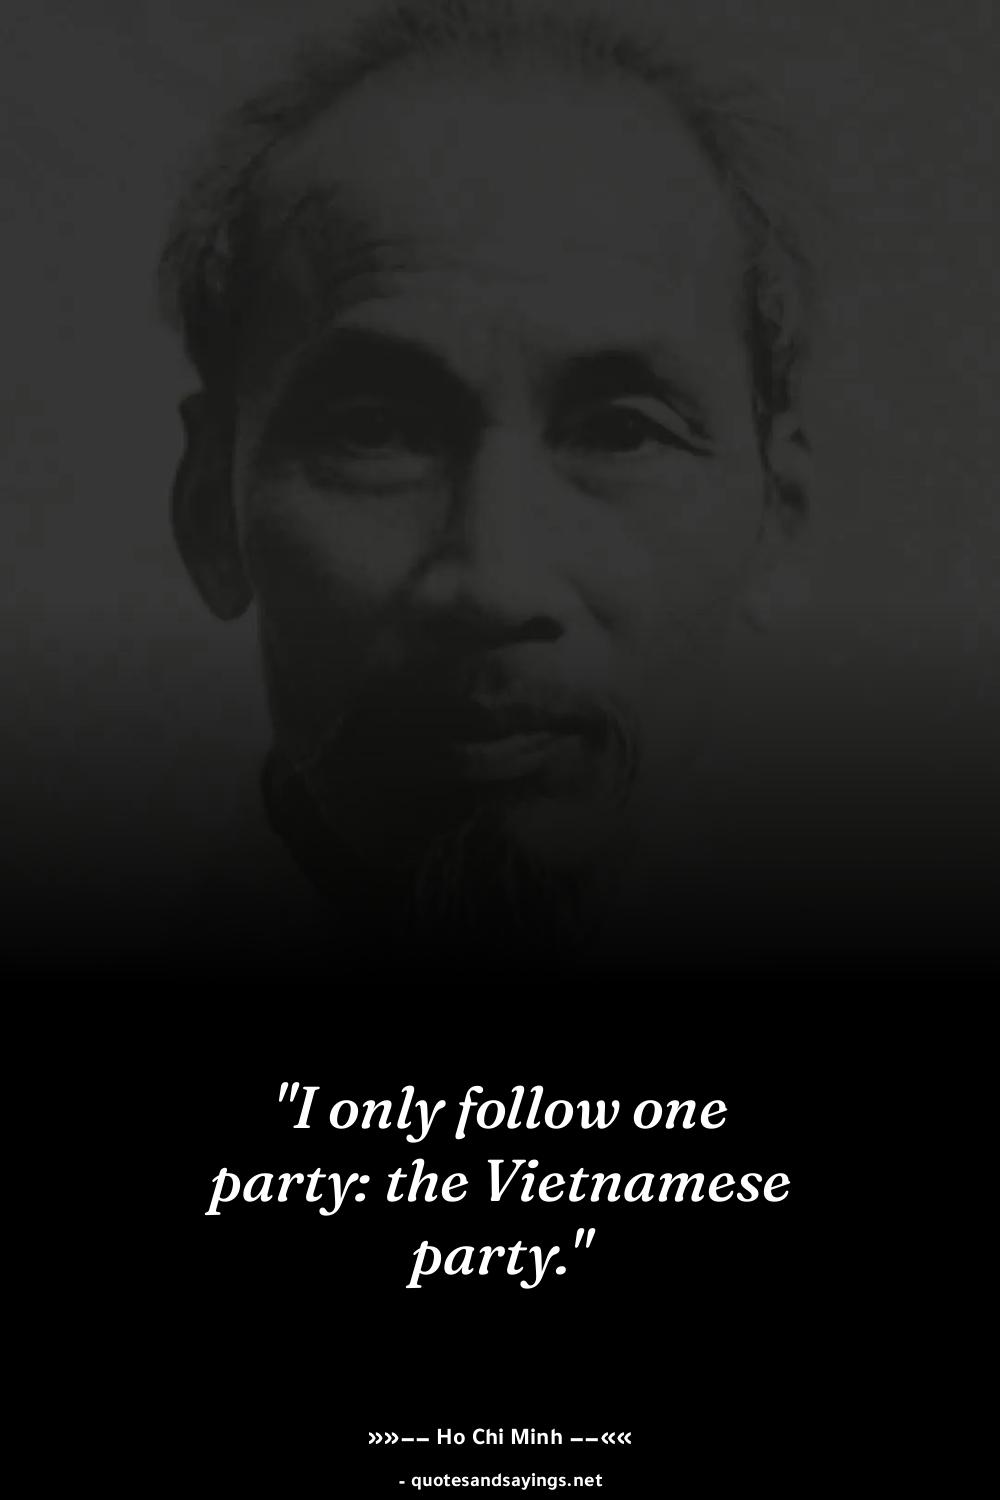 "I only follow one
party: the Vietnamese
party."
»»–– Ho Chi Minh ––««
- quotesandsayings.net